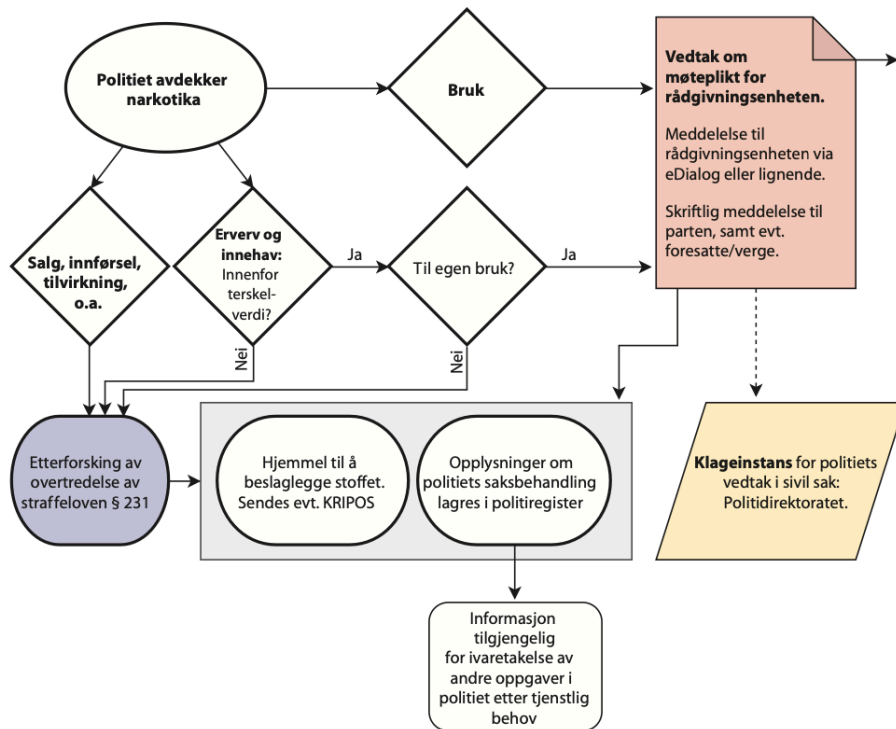 Politiet avdekker
narkotika
Bruk
Vedtak om
møteplikt for
rådgivningsenheten.
Meddelelse til
rådgivningsenheten via
eDialog eller lignende.
Skriftlig meddelelse til
parten, samt evt.
foresatte/verge.
Salg, innførsel,
tilvirkning,
o.a.
Erverv og
innehav:
Innenfor
terskel-
verdi?
Ja
Til egen bruk?
Ja
Nei
Nei
Etterforsking av
overtredelse av
straffeloven § 231
Hjemmel til å
beslaglegge stoffet.
Sendes evt. KRIPOS
Opplysninger om
politiets saksbehandling
lagres i politiregister
Klageinstans for politiets
vedtak i sivil sak:
Politidirektoratet.
Informasjon
tilgjengelig
for ivaretakelse av
andre oppgaver i
politiet etter tjenstlig
behov